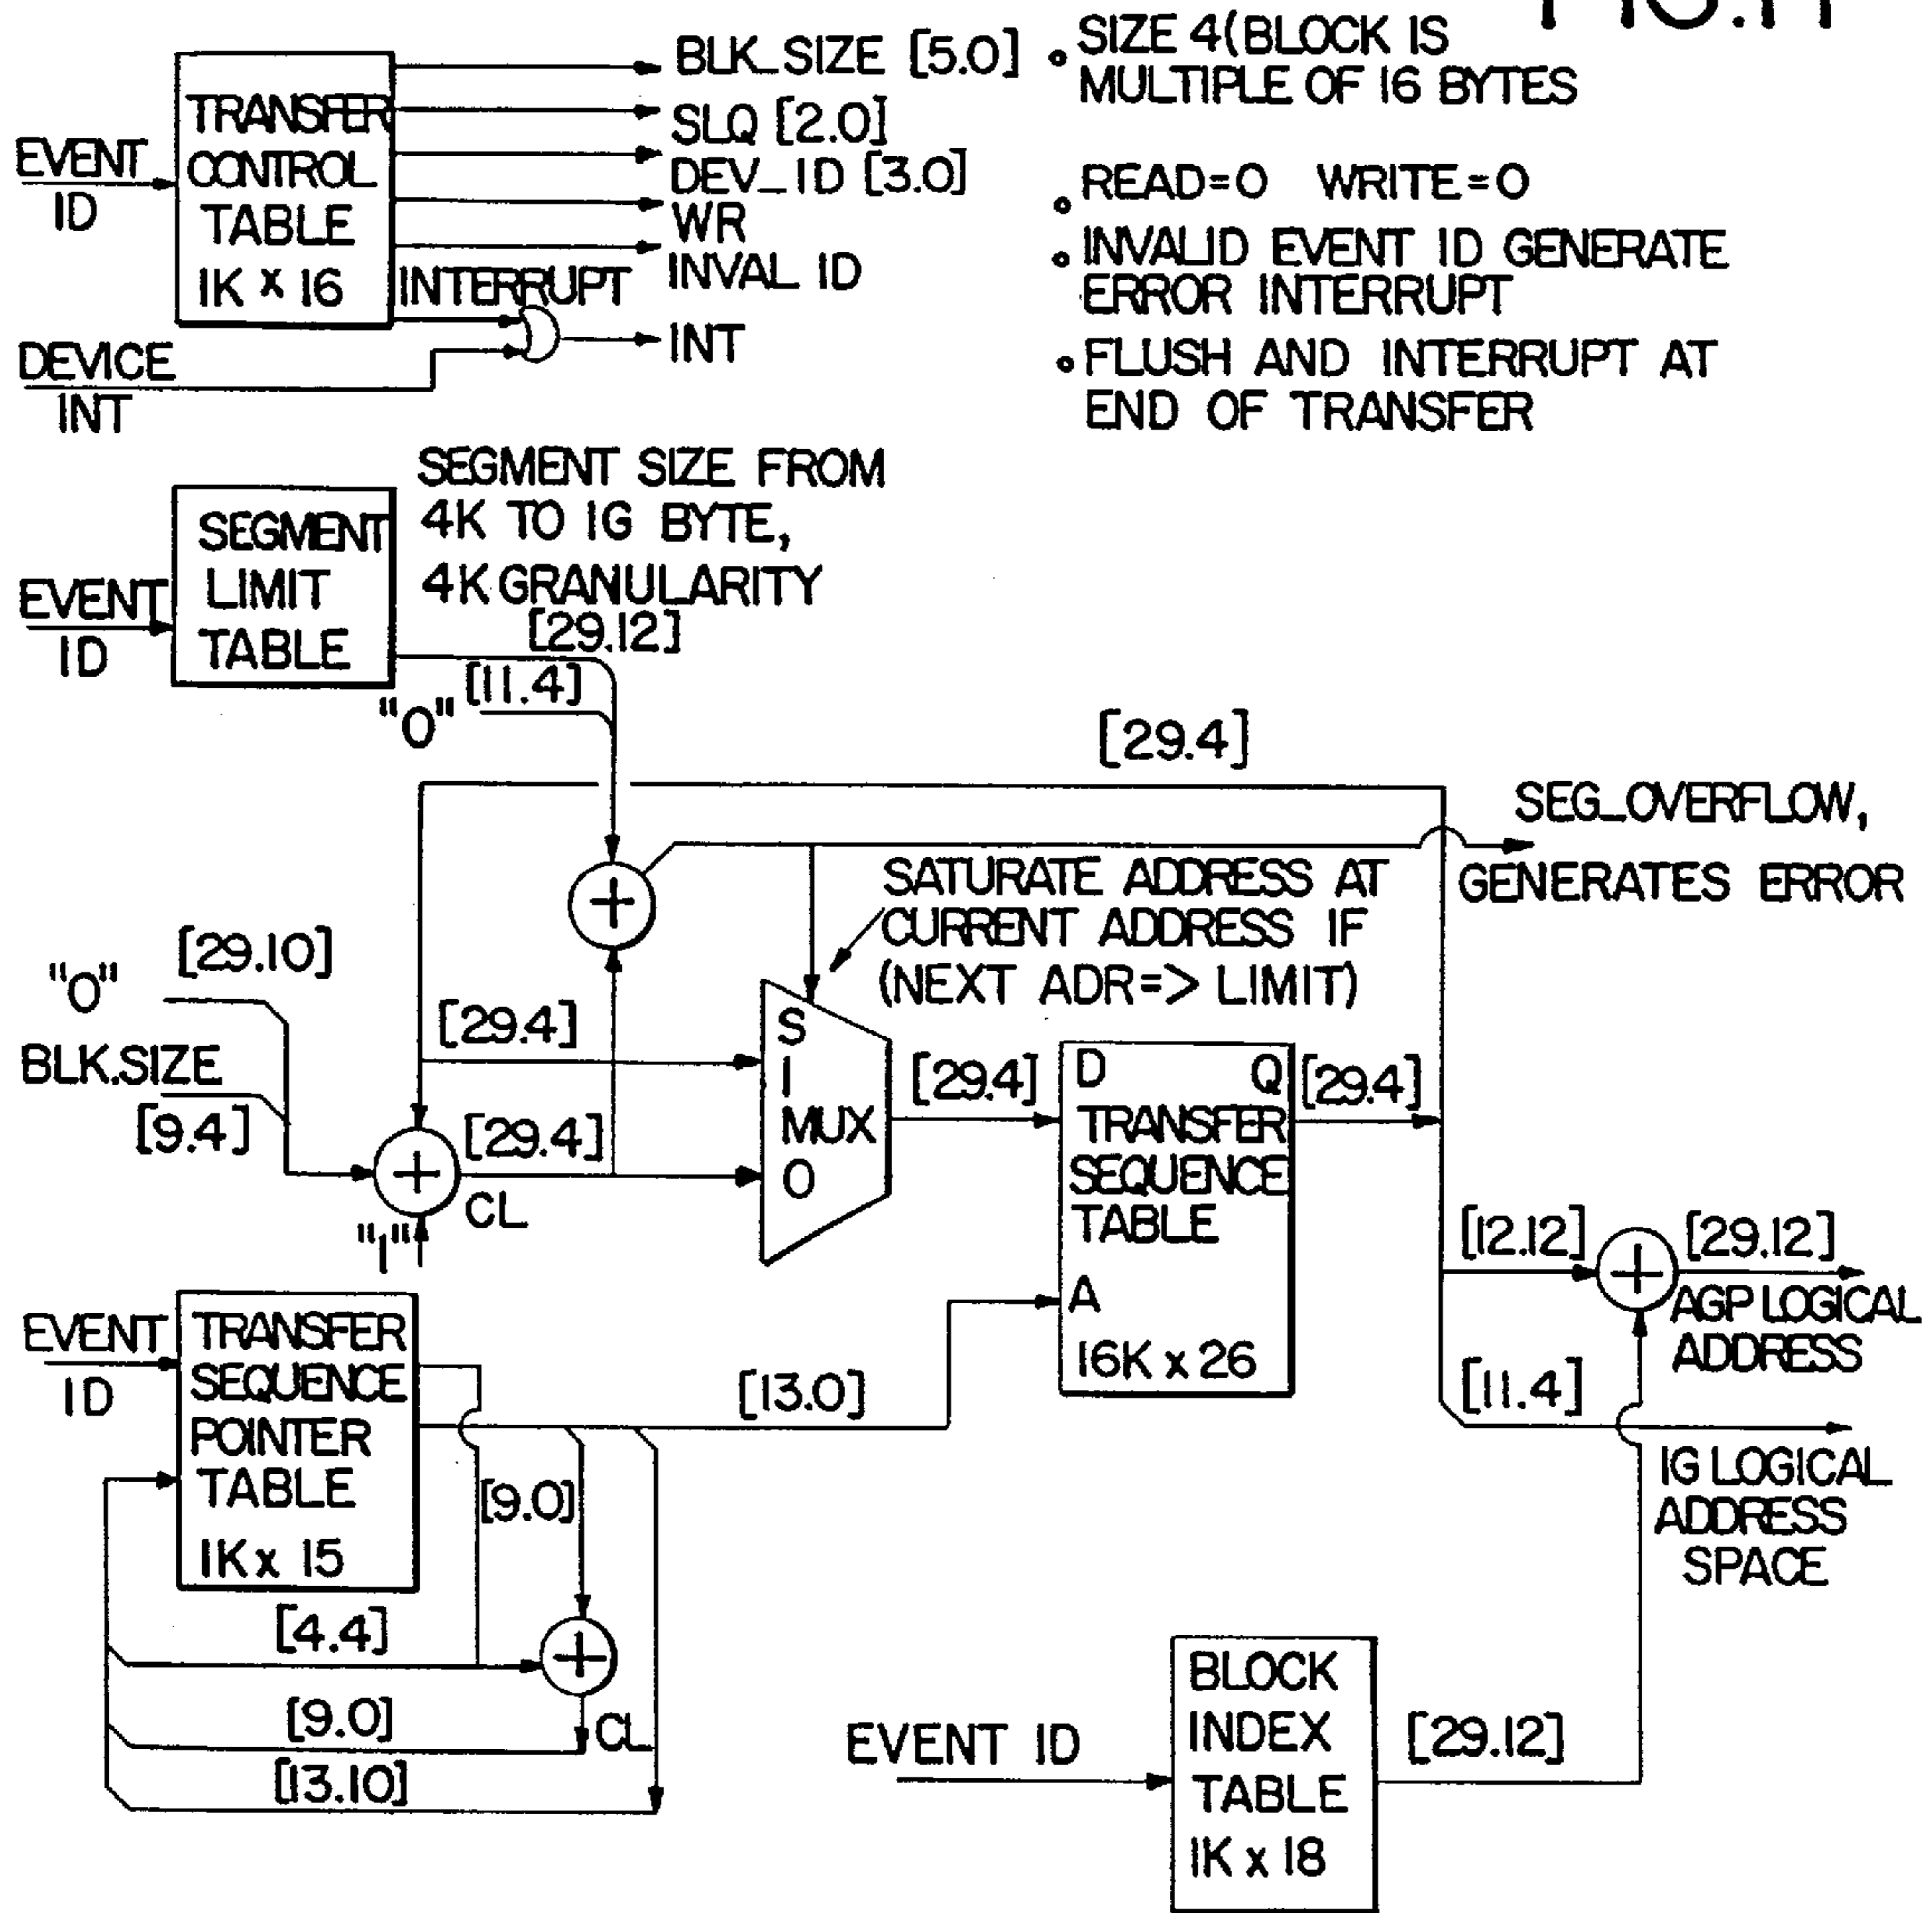 FIG.11
TRANSFER
CONTROL
TABLE
1K x 16
EVENT
ID
DEVICE
INT
INTERRUPT
BLK_SIZE [5.0]
SLQ [2.0]
DEV_ID [3.0]
WR
INVAL ID
INT
SIZE 4(BLOCK IS
MULTIPLE OF 16 BYTES
READ=0 WRITE=0
INVALID EVENT ID GENERATE
ERROR INTERRUPT
FLUSH AND INTERRUPT AT
END OF TRANSFER
SEGMENT SIZE FROM
4K TO 1G BYTE,
4K GRANULARITY
SEGMENT
LIMIT
TABLE
EVENT
ID
[29.12]
[11.4]
"0"
[29.4]
SEG_OVERFLOW,
GENERATES ERROR
SATURATE ADDRESS AT
CURRENT ADDRESS IF
(NEXT ADR=> LIMIT)
+
"0"
[29.10]
BLK.SIZE
[9.4]
[29.4]
[29.4]
+
CL
"1"
S
1
MUX
0
[29.4]
D Q
TRANSFER
SEQUENCE
TABLE
A
16K x 26
[29.4]
[12.12]
+
[29.12]
AGP LOGICAL
ADDRESS
[11.4]
1G LOGICAL
ADDRESS
SPACE
EVENT
ID
TRANSFER
SEQUENCE
POINTER
TABLE
1K x 15
[13.0]
[9.0]
[4.4]
+
[9.0]
CL
[13.10]
EVENT ID
BLOCK
INDEX
TABLE
1K x 18
[29.12]